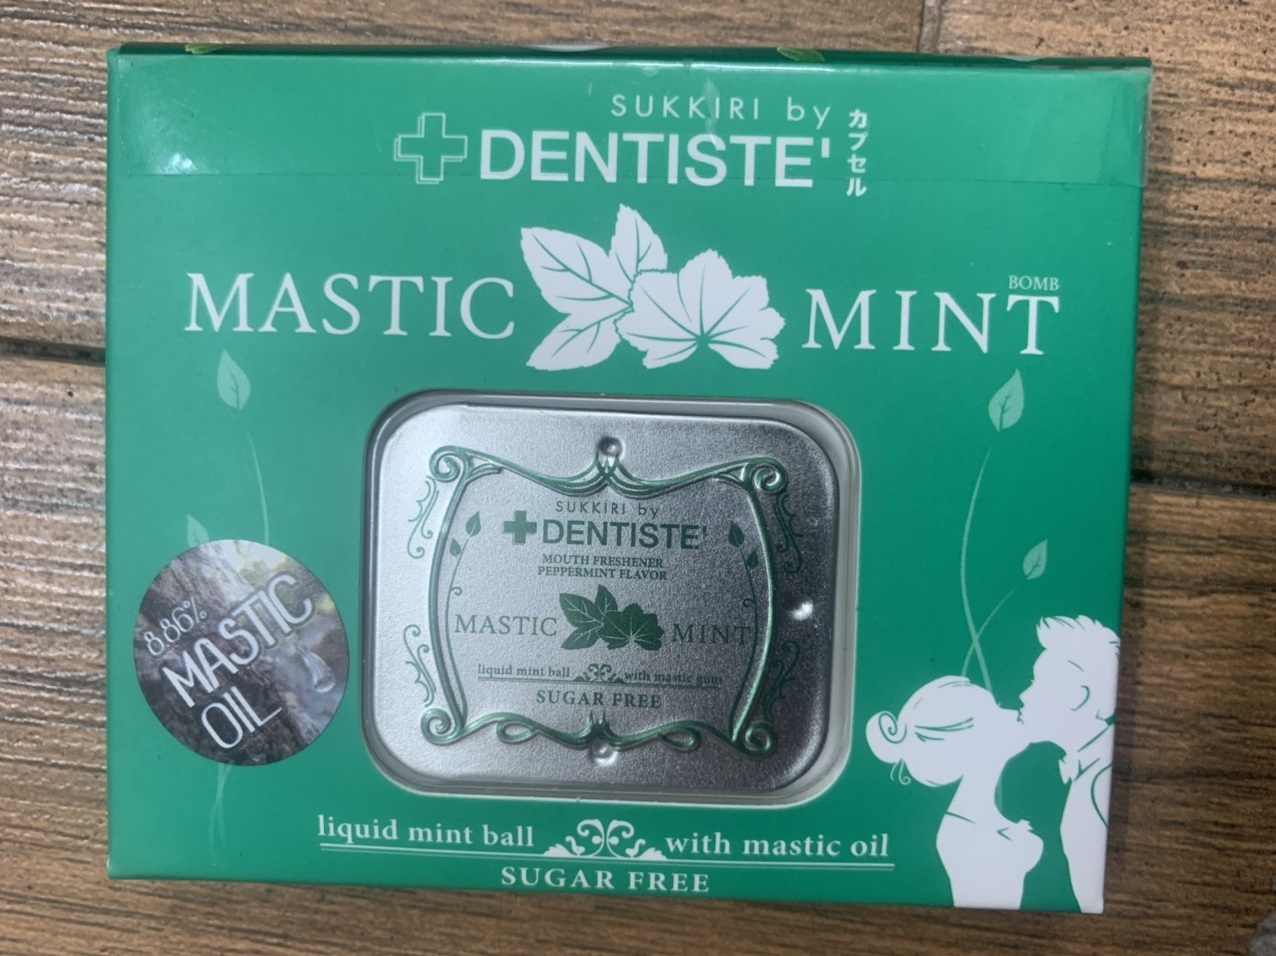 SUKKIRI by
DENTISTE'
カプセル
MASTIC MINT
BOMB
SUKKIRI by
DENTISTE'
MOUTH FRESHENER
PEPPERMINT FLAVOR
MASTIC MINT
liquid mint ball with mastic gum
SUGAR FREE
8.86%
MASTIC
OIL
liquid mint ball with mastic oil
SUGAR FREE